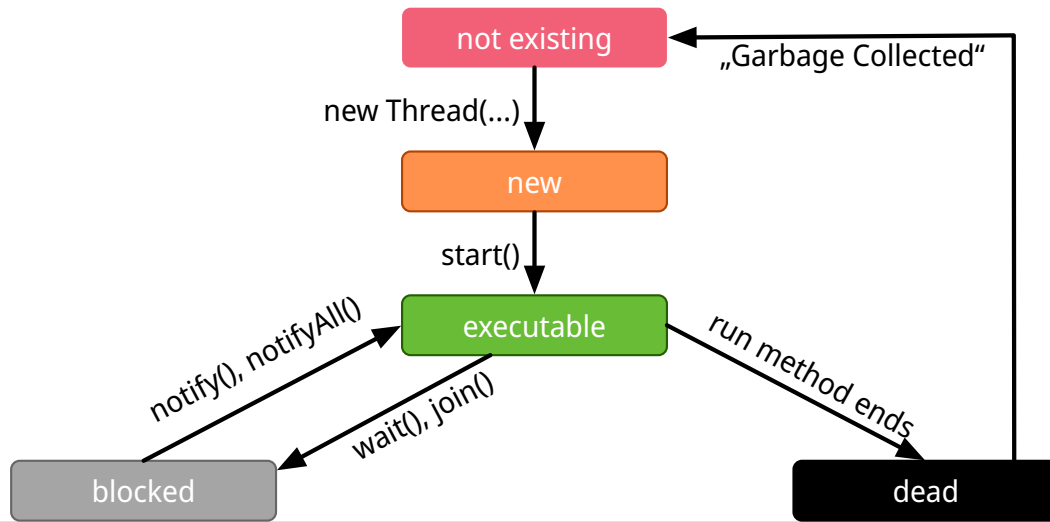 not existing
„Garbage Collected“
new Thread(...)
new
start()
executable
notify(), notifyAll()
wait(), join()
run method ends
blocked
dead